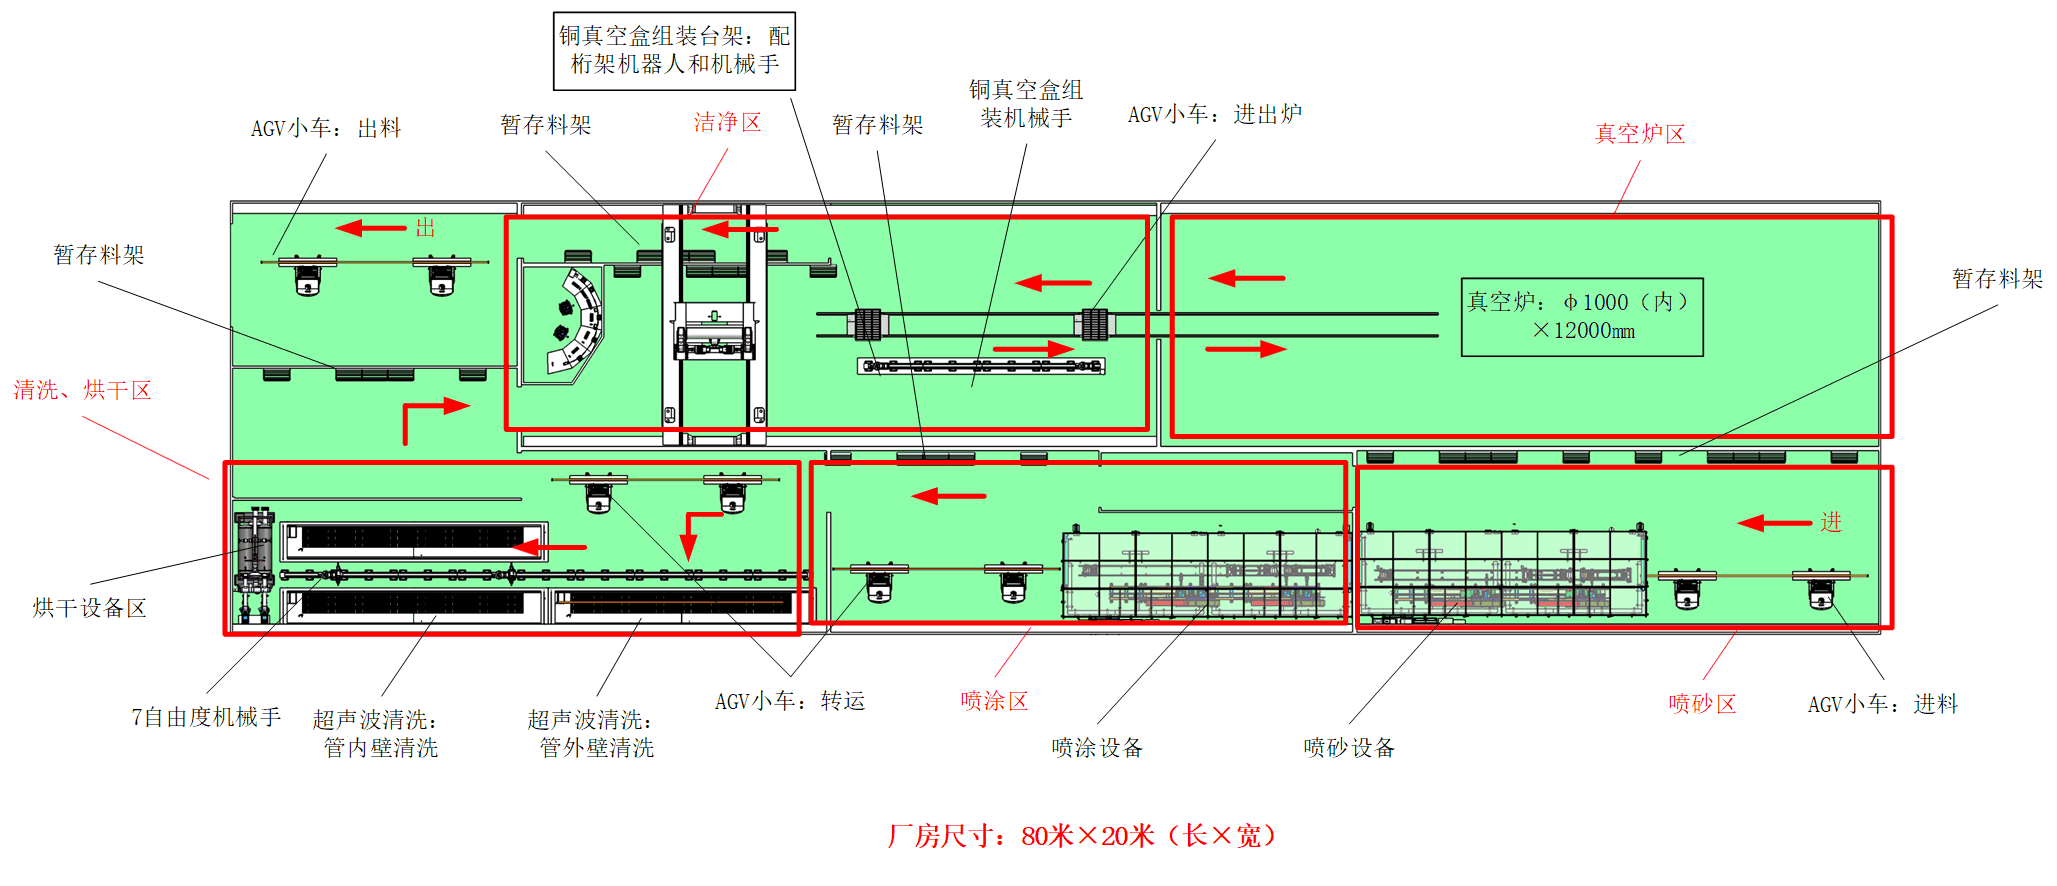 铜真空盒组装台架：配
桁架机器人和机械手
铜真空盒组
装机械手
AGV小车：出料
暂存料架
洁净区
暂存料架
AGV小车：进出炉
真空炉区
出
暂存料架
暂存料架
真空炉：φ1000（内）
×12000mm
清洗、烘干区
进
烘干设备区
7自由度机械手
超声波清洗：
管内壁清洗
超声波清洗：
管外壁清洗
AGV小车：转运
喷涂区
喷涂设备
喷砂设备
喷砂区
AGV小车：进料
厂房尺寸：80米×20米（长×宽）